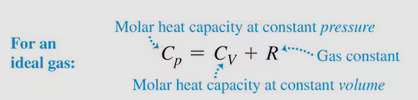 Molar heat capacity at constant pressure
For an
ideal gas:
Cp = CV + R
Gas constant
Molar heat capacity at constant volume